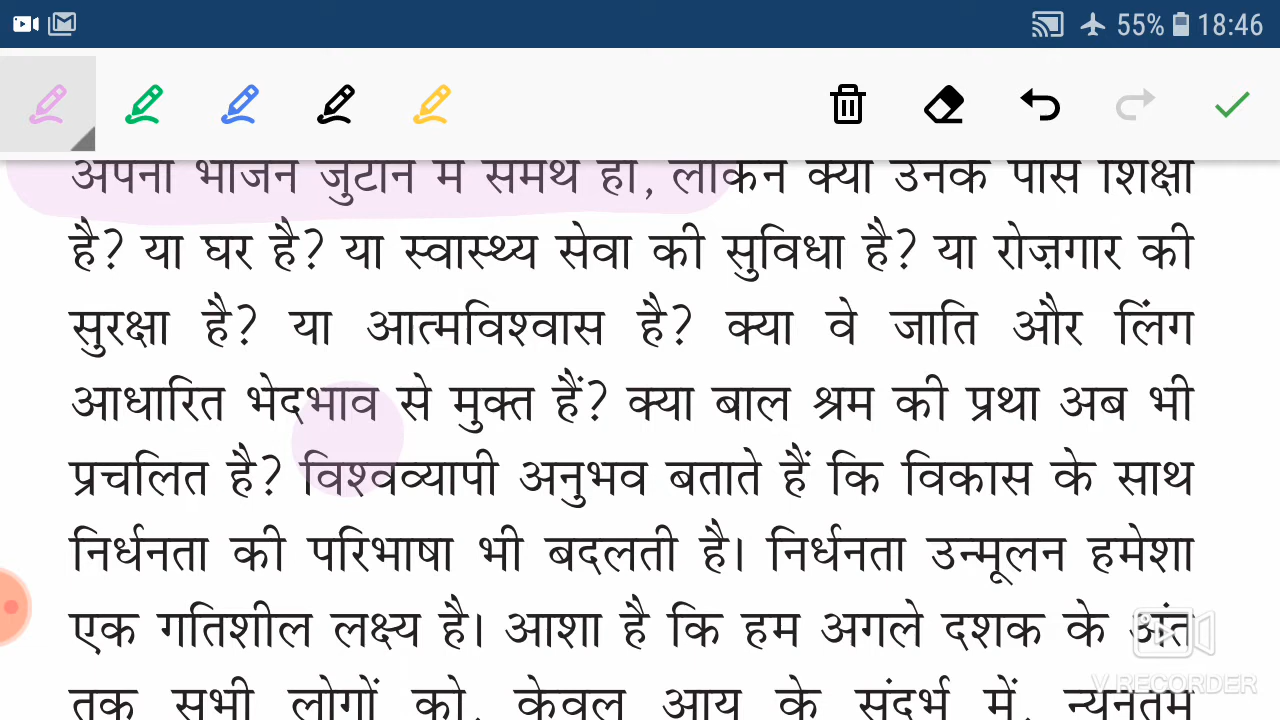 55% 18:46
अपना भोजन जुटाने में समर्थ हो, लेकिन क्या उनके पास शिक्षा
है? या घर है? या स्वास्थ्य सेवा की सुविधा है? या रोज़गार की
सुरक्षा है? या आत्मविश्वास है? क्या वे जाति और लिंग
आधारित भेदभाव से मुक्त हैं? क्या बाल श्रम की प्रथा अब भी
प्रचलित है? विश्वव्यापी अनुभव बताते हैं कि विकास के साथ
निर्धनता की परिभाषा भी बदलती है। निर्धनता उन्मूलन हमेशा
एक गतिशील लक्ष्य है। आशा है कि हम अगले दशक के अंत
तक सभी लोगों को, केवल आय के संदर्भ में, न्यूनतम
V RECORDER